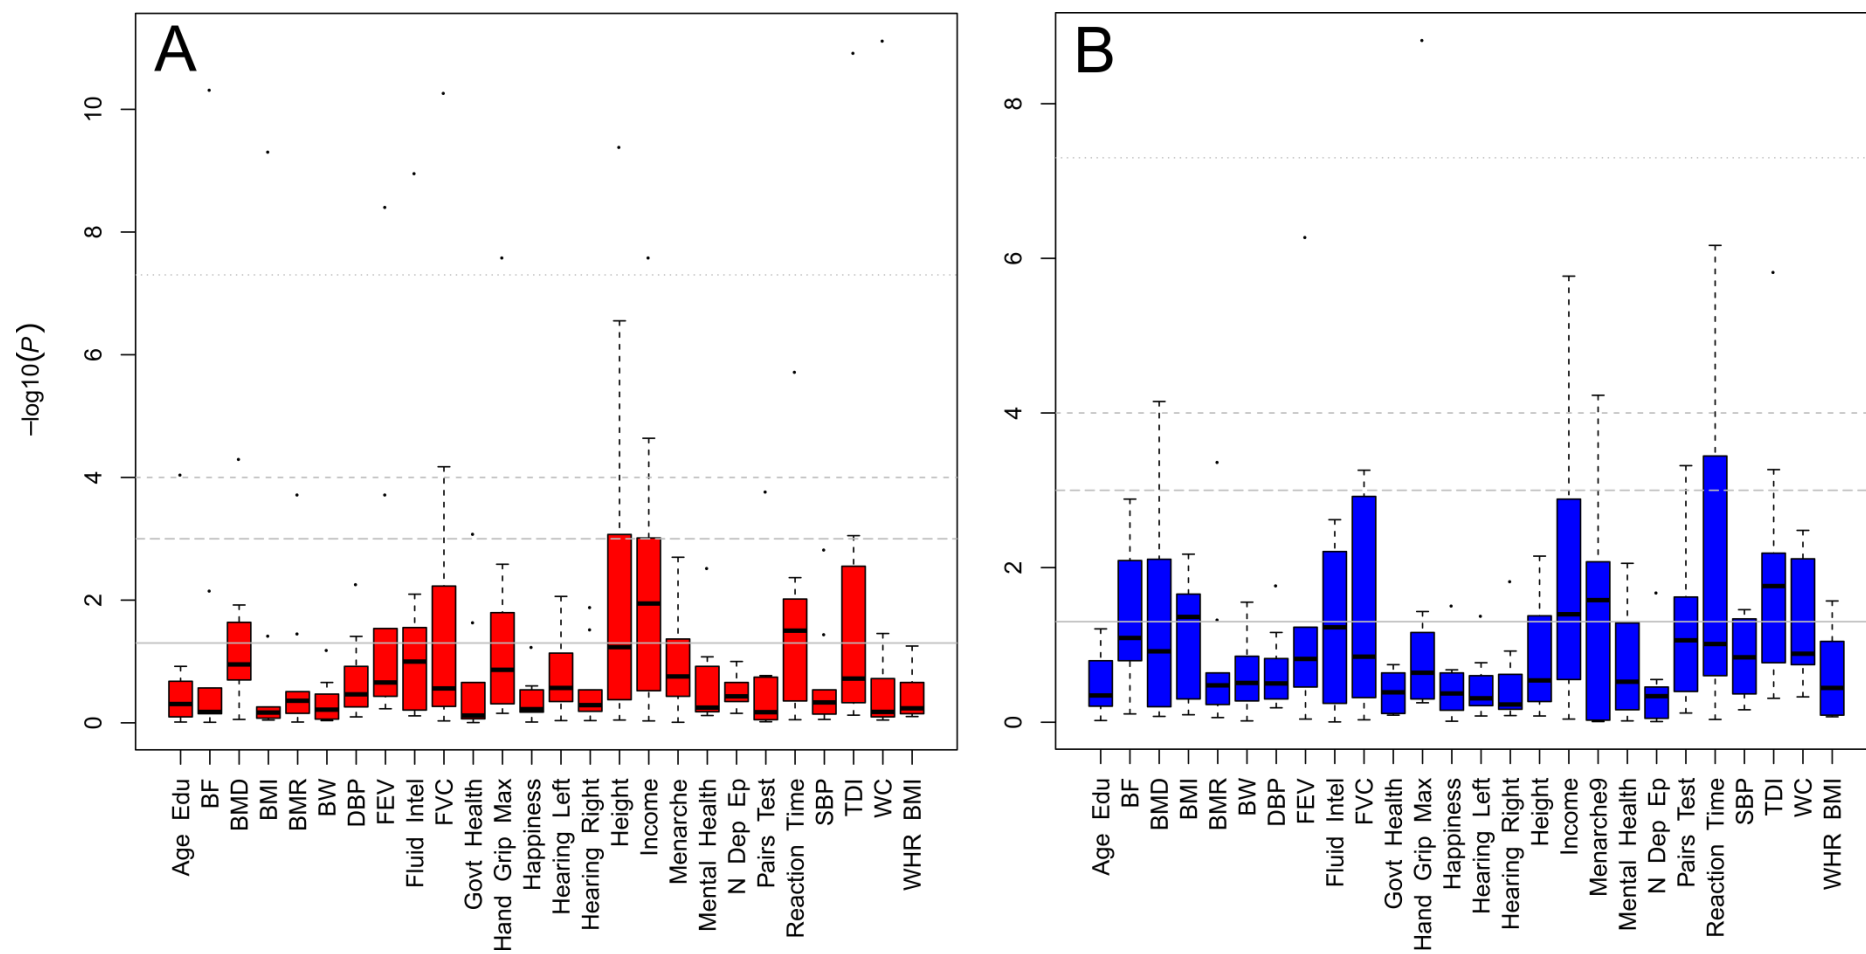 A
−log10(P)
10
8
6
4
2
0
Age Edu
BF
BMD
BMI
BMR
BW
DBP
FEV
Fluid Intel
FVC
Govt Health
Hand Grip Max
Happiness
Hearing Left
Hearing Right
Height
Income
Menarche
Mental Health
N Dep Ep
Pairs Test
Reaction Time
SBP
TDI
WC
WHR BMI
B
8
6
4
2
0
Age Edu
BF
BMD
BMI
BMR
BW
DBP
FEV
Fluid Intel
FVC
Govt Health
Hand Grip Max
Happiness
Hearing Left
Hearing Right
Height
Income
Menarche9
Mental Health
N Dep Ep
Pairs Test
Reaction Time
SBP
TDI
WC
WHR BMI